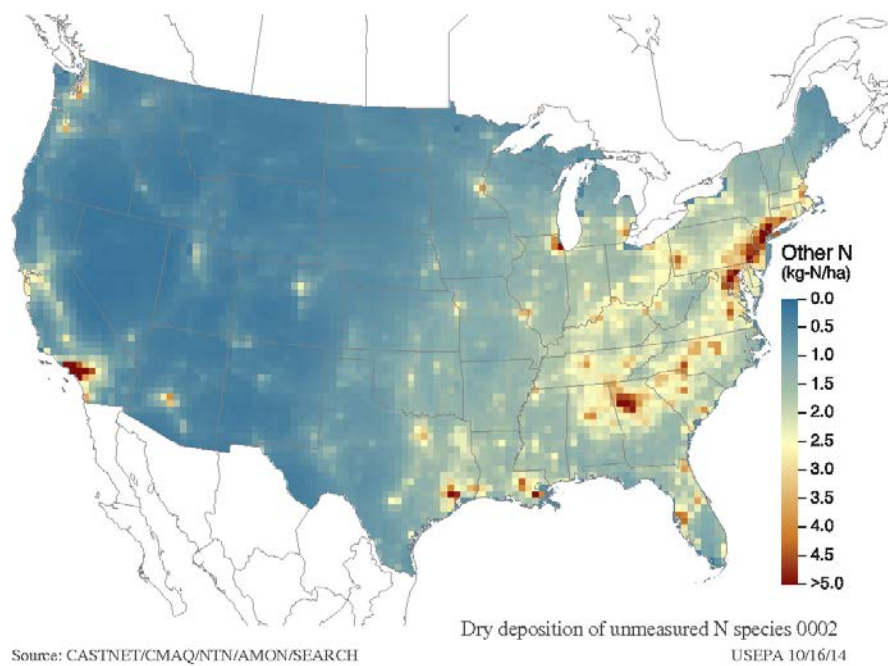 Other N
(kg-N/ha)
0.0
0.5
1.0
1.5
2.0
2.5
3.0
3.5
4.0
4.5
>5.0
Dry deposition of unmeasured N species 0002
Source: CASTNET/CMAQ/NTN/AMON/SEARCH
USEPA 10/16/14